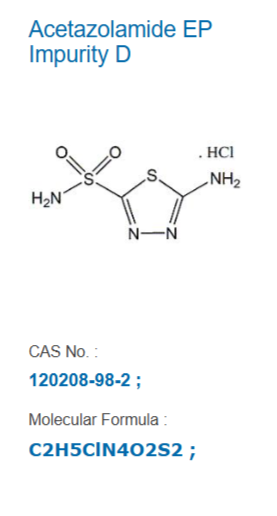 Acetazolamide EP
Impurity D
O O
S
. HCl
S
NH₂
H₂N
N N
CAS No. :
120208-98-2 ;
Molecular Formula :
C2H5ClN4O2S2 ;